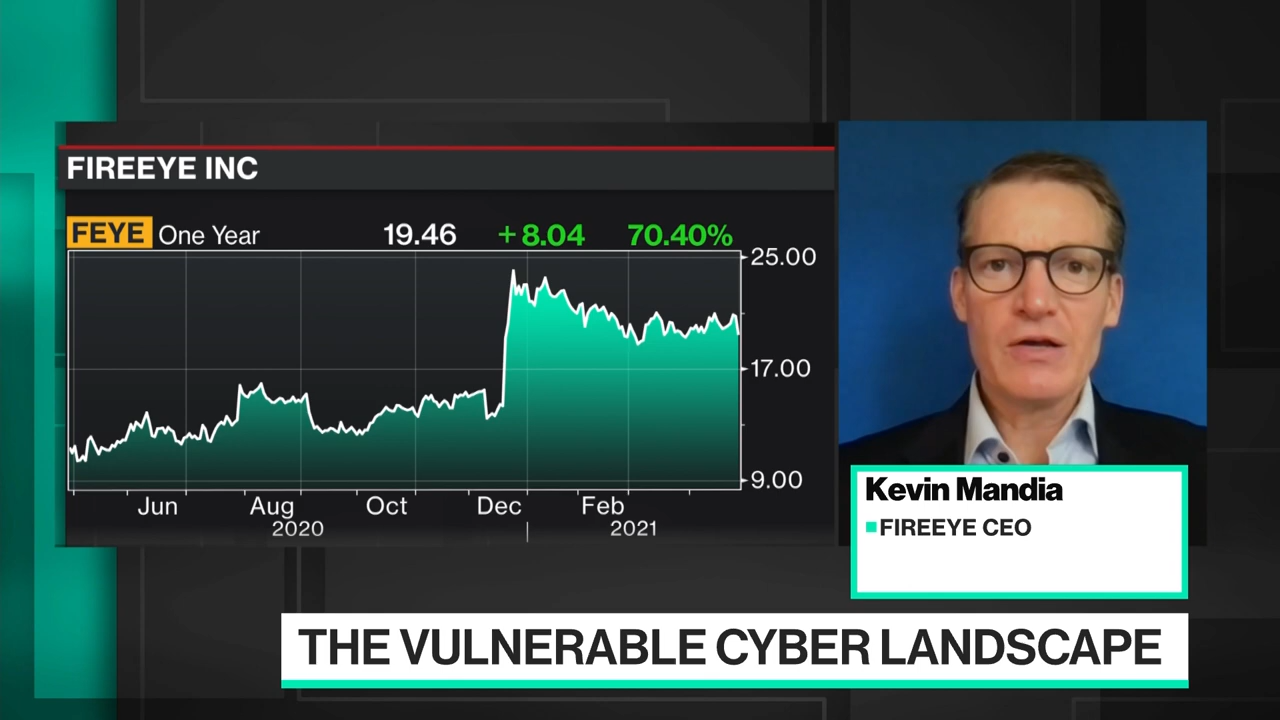 FIREEYE INC
FEYE One Year 19.46 +8.04 70.40%
25.00
17.00
9.00
Jun Aug Oct Dec Feb
2020 2021
Kevin Mandia
FIREEYE CEO
THE VULNERABLE CYBER LANDSCAPE